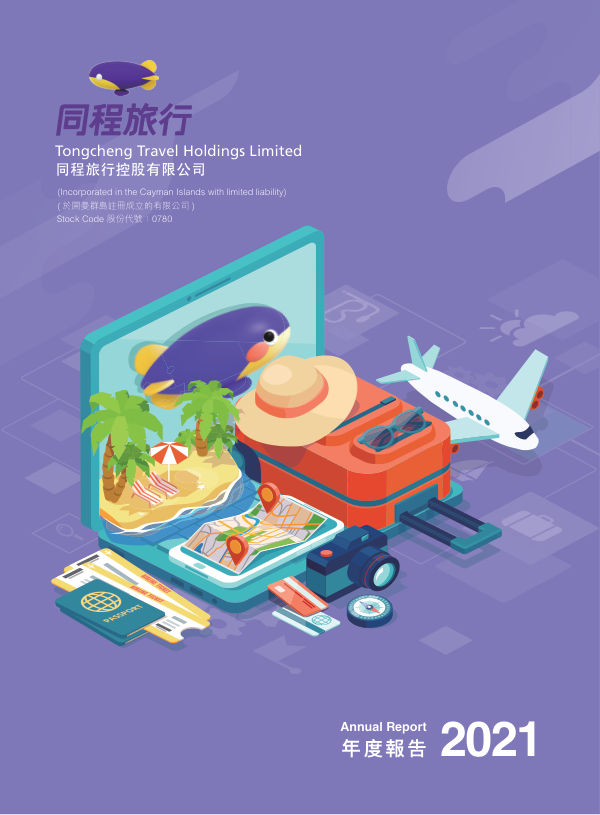 同程旅行
Tongcheng Travel Holdings Limited
同程旅行控股有限公司
(Incorporated in the Cayman Islands with limited liability)
(於開曼群島註冊成立的有限公司)
Stock Code 股份代號：0780
PASSPORT
Annual Report
年度報告
2021